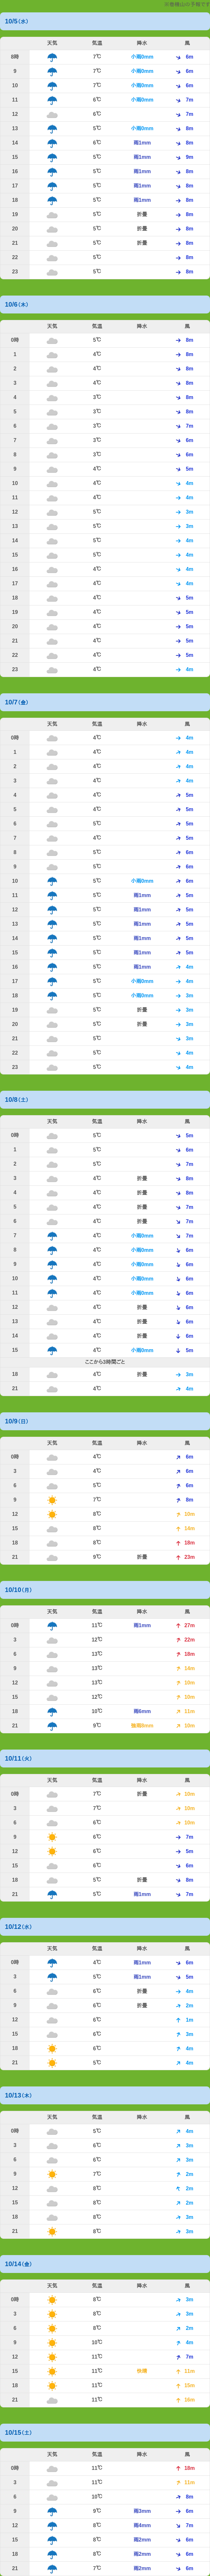 ※島横山の予報です
10/5(水)
天気 気温 降水 風
8時 7℃ 小雨0mm 6m
9 7℃ 小雨0mm 6m
10 7℃ 小雨0mm 6m
11 6℃ 小雨0mm 7m
12 6℃ 7m
13 5℃ 小雨0mm 8m
14 6℃ 雨1mm 8m
15 5℃ 雨1mm 9m
16 5℃ 雨1mm 8m
17 5℃ 雨1mm 8m
18 5℃ 雨1mm 8m
19 5℃ 折畳 8m
20 5℃ 折畳 8m
21 5℃ 折畳 8m
22 5℃ 8m
23 5℃ 8m
10/6(木)
天気 気温 降水 風
0時 5℃ 8m
1 4℃ 8m
2 4℃ 8m
3 4℃ 8m
4 3℃ 8m
5 3℃ 8m
6 3℃ 7m
7 3℃ 6m
8 3℃ 6m
9 4℃ 5m
10 4℃ 4m
11 4℃ 4m
12 5℃ 3m
13 5℃ 3m
14 5℃ 4m
15 5℃ 4m
16 4℃ 4m
17 4℃ 4m
18 4℃ 5m
19 4℃ 5m
20 4℃ 5m
21 4℃ 5m
22 4℃ 5m
23 4℃ 4m
10/7(金)
天気 気温 降水 風
0時 4℃ 4m
1 4℃ 4m
2 4℃ 4m
3 4℃ 4m
4 4℃ 5m
5 4℃ 5m
6 5℃ 5m
7 4℃ 5m
8 5℃ 6m
9 5℃ 6m
10 5℃ 小雨0mm 6m
11 5℃ 雨1mm 5m
12 5℃ 雨1mm 5m
13 5℃ 雨1mm 5m
14 5℃ 雨1mm 5m
15 5℃ 雨1mm 5m
16 5℃ 雨1mm 4m
17 5℃ 小雨0mm 4m
18 5℃ 小雨0mm 3m
19 5℃ 折畳 3m
20 5℃ 折畳 3m
21 5℃ 3m
22 5℃ 4m
23 5℃ 4m
10/8(土)
天気 気温 降水 風
0時 5℃ 5m
1 5℃ 6m
2 5℃ 7m
3 4℃ 折畳 8m
4 4℃ 折畳 8m
5 4℃ 折畳 7m
6 4℃ 折畳 7m
7 4℃ 小雨0mm 7m
8 4℃ 小雨0mm 6m
9 4℃ 小雨0mm 6m
10 4℃ 小雨0mm 6m
11 4℃ 小雨0mm 6m
12 4℃ 折畳 6m
13 4℃ 折畳 6m
14 4℃ 折畳 6m
15 4℃ 小雨0mm 5m
ここから3時間ごと
18 4℃ 折畳 3m
21 4℃ 4m
10/9(日)
天気 気温 降水 風
0時 4℃ 6m
3 4℃ 6m
6 5℃ 6m
9 7℃ 8m
12 8℃ 10m
15 8℃ 14m
18 8℃ 18m
21 9℃ 折畳 23m
10/10(月)
天気 気温 降水 風
0時 11℃ 雨1mm 27m
3 12℃ 22m
6 13℃ 18m
9 13℃ 14m
12 13℃ 10m
15 12℃ 10m
18 10℃ 雨6mm 11m
21 9℃ 強雨8mm 10m
10/11(火)
天気 気温 降水 風
0時 7℃ 折畳 10m
3 7℃ 10m
6 6℃ 10m
9 6℃ 7m
12 6℃ 5m
15 6℃ 6m
18 5℃ 折畳 8m
21 5℃ 雨1mm 7m
10/12(水)
天気 気温 降水 風
0時 4℃ 雨1mm 6m
3 5℃ 雨1mm 5m
6 6℃ 折畳 4m
9 6℃ 折畳 2m
12 6℃ 1m
15 6℃ 3m
18 6℃ 4m
21 5℃ 4m
10/13(木)
天気 気温 降水 風
0時 5℃ 4m
3 6℃ 3m
6 6℃ 3m
9 7℃ 2m
12 8℃ 2m
15 8℃ 2m
18 8℃ 3m
21 8℃ 3m
10/14(金)
天気 気温 降水 風
0時 8℃ 3m
3 8℃ 3m
6 8℃ 2m
9 10℃ 4m
12 11℃ 7m
15 11℃ 11m
18 11℃ 15m
21 11℃ 16m
10/15(土)
天気 気温 降水 風
0時 11℃ 18m
3 11℃ 11m
6 10℃ 8m
9 9℃ 雨3mm 6m
12 8℃ 雨4mm 7m
15 8℃ 雨2mm 6m
18 8℃ 雨2mm 6m
21 7℃ 雨2mm 6m